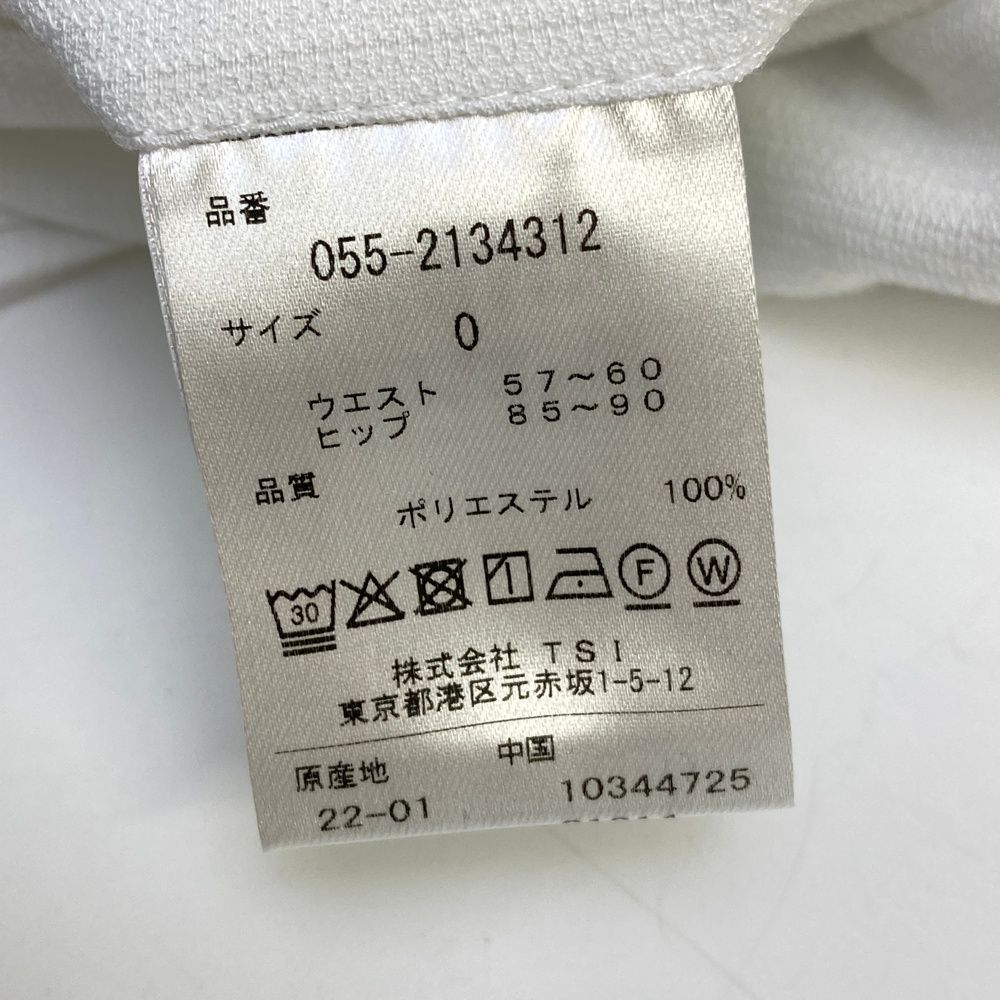 品番
055-2134312
サイズ 0
ウエスト 57～60
ヒップ 85～90
品質
ポリエステル 100%
30 F W
株式会社 TSI
東京都港区元赤坂1-5-12
原産地 中国
22-01 10344725